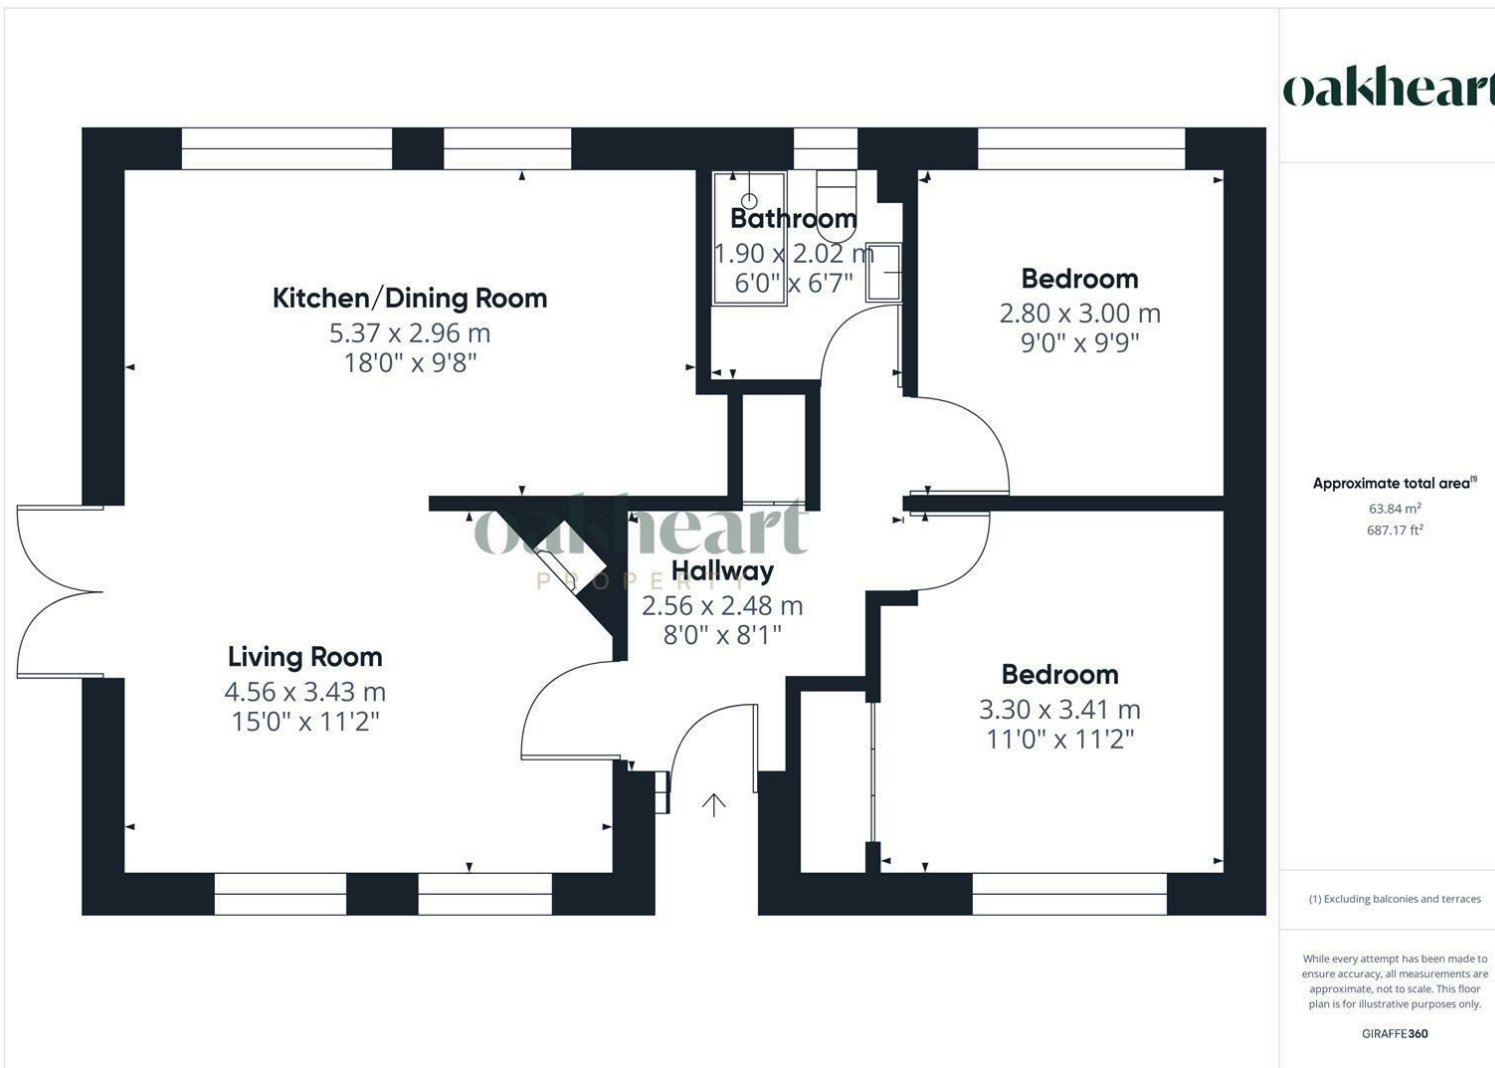 oakheart
Kitchen/Dining Room
5.37 x 2.96 m
18'0" x 9'8"
Bathroom
1.90 x 2.02 m
6'0" x 6'7"
Bedroom
2.80 x 3.00 m
9'0" x 9'9"
oakheart
PROPERTY
Hallway
2.56 x 2.48 m
8'0" x 8'1"
Living Room
4.56 x 3.43 m
15'0" x 11'2"
Bedroom
3.30 x 3.41 m
11'0" x 11'2"
Approximate total area⁽¹⁾
63.84 m²
687.17 ft²
(1) Excluding balconies and terraces
While every attempt has been made to
ensure accuracy, all measurements are
approximate, not to scale. This floor
plan is for illustrative purposes only.
GIRAFFE360